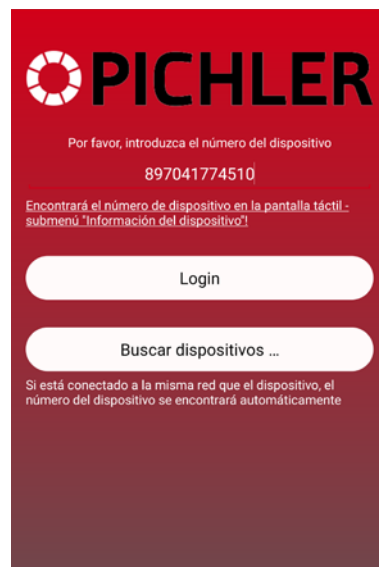 PICHLER
Por favor, introduzca el número del dispositivo
897041774510
Encontrará el número de dispositivo en la pantalla táctil -
submenú "Información del dispositivo"!
Login
Buscar dispositivos ...
Si está conectado a la misma red que el dispositivo, el
número del dispositivo se encontrará automáticamente